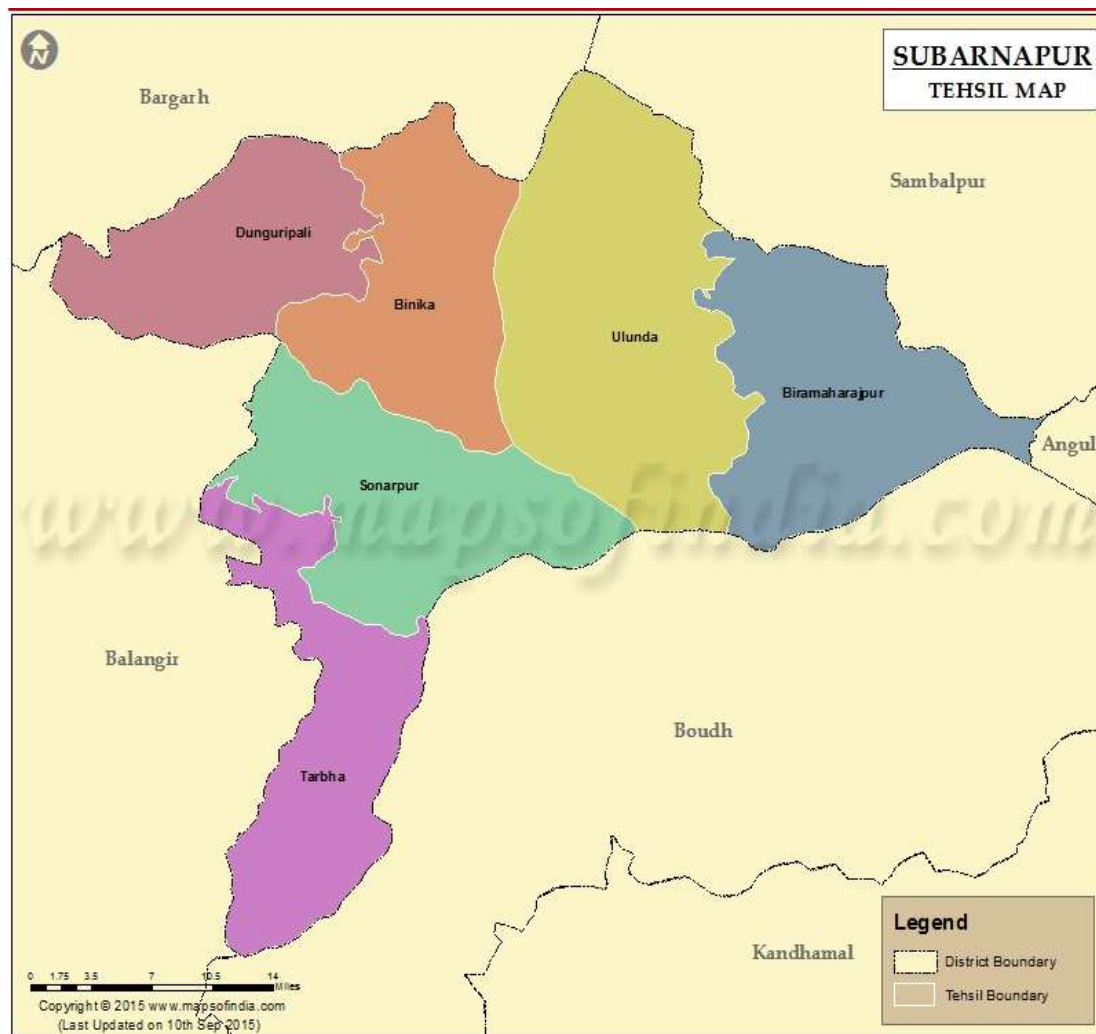 SUBARNAPUR
TEHSIL MAP
N
Bargarh
Sambalpur
Dunguripali
Binika
Ulunda
Biramaharajpur
Angul
Sonarpur
www.mapsofindia.com
Balangir
Boudh
Tarbha
Kandhamal
Legend
District Boundary
Tehsil Boundary
0 1.75 3.5 7 10.5 14
Miles
Copyright © 2015 www.mapsofindia.com
(Last Updated on 10th Sep 2015)